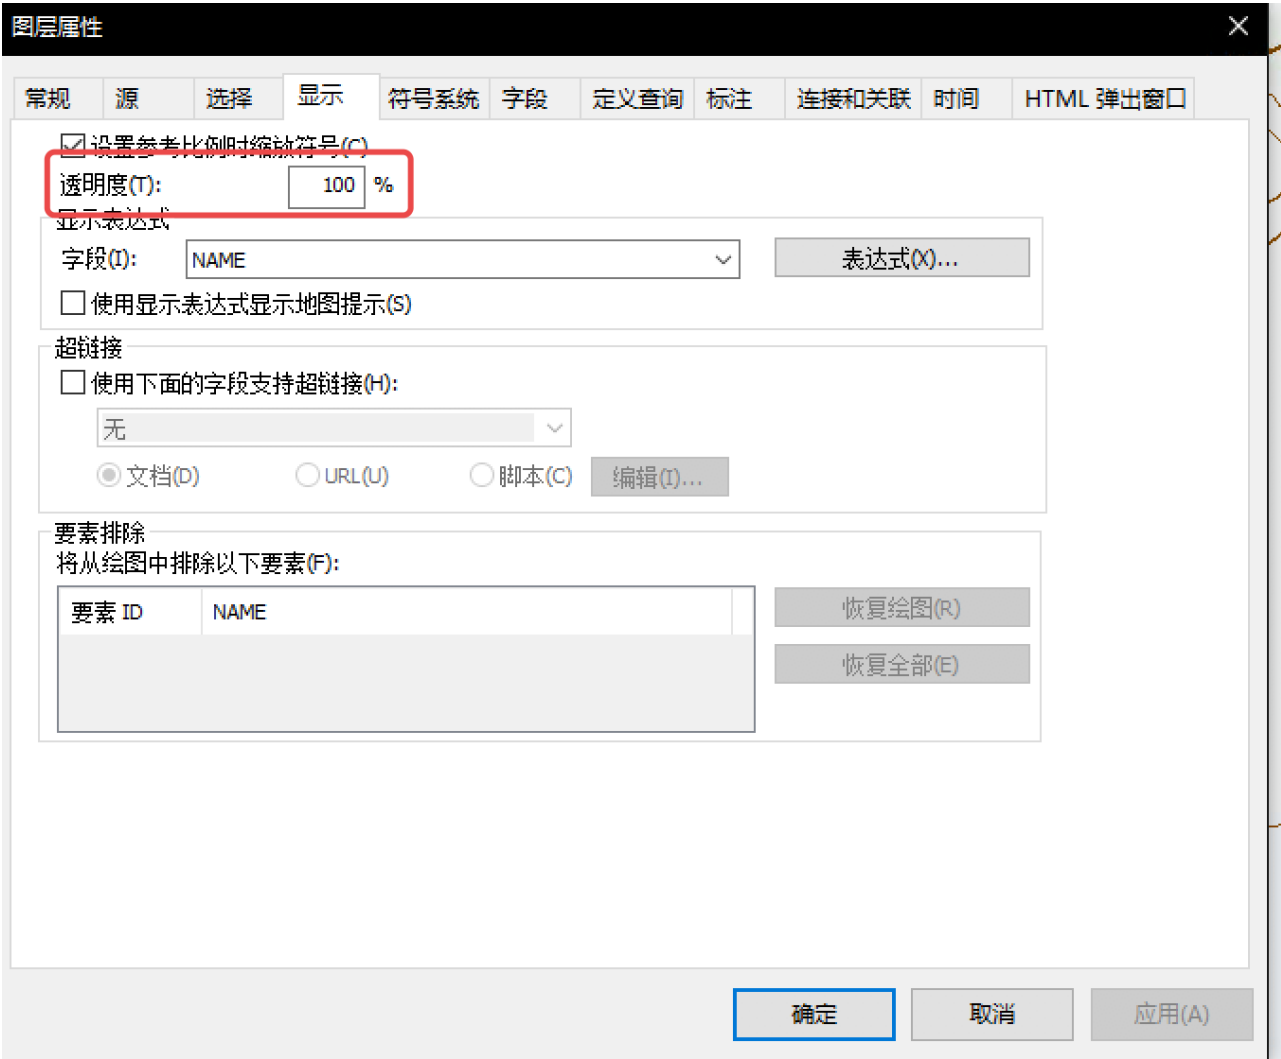 图层属性
常规 源 选择 显示 符号系统 字段 定义查询 标注 连接和关联 时间 HTML 弹出窗口
设置参考比例时缩放符号(C)
透明度(T): 100 %
显示表达式
字段(I): NAME 表达式(X)...
使用显示表达式显示地图提示(S)
超链接
使用下面的字段支持超链接(H):
无
文档(D) URL(U) 脚本(C) 编辑(I)...
要素排除
将从绘图中排除以下要素(F):
要素 ID NAME 恢复绘图(R)
恢复全部(E)
确定 取消 应用(A)